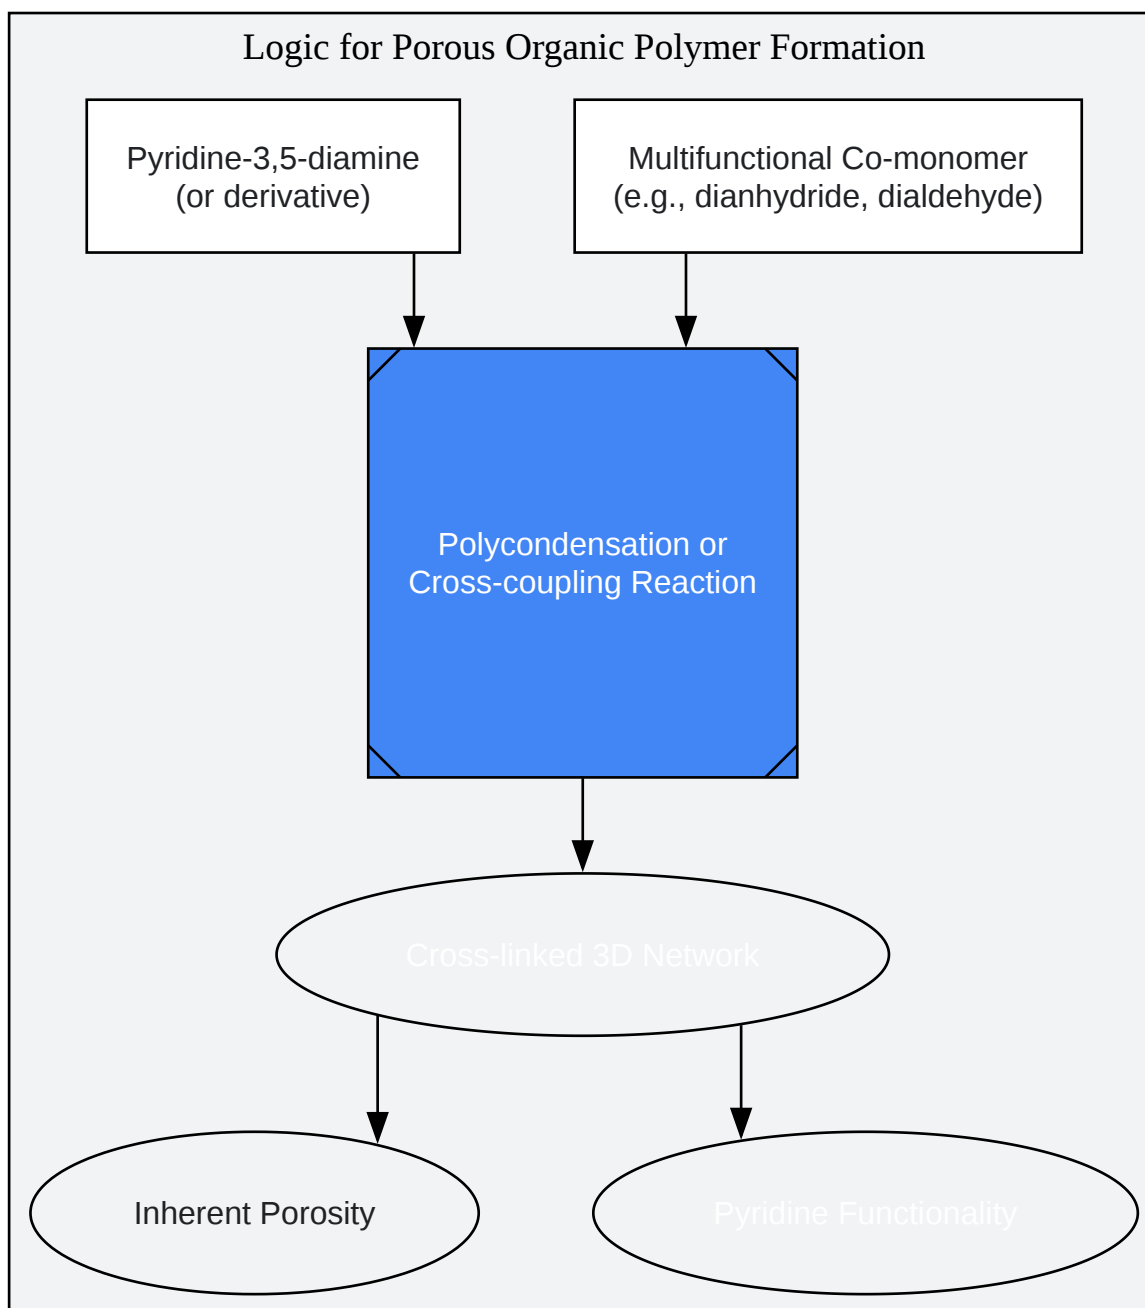 Logic for Porous Organic Polymer Formation
Pyridine-3,5-diamine
(or derivative)
Multifunctional Co-monomer
(e.g., dianhydride, dialdehyde)
Polycondensation or
Cross-coupling Reaction
Cross-linked 3D Network
Inherent Porosity
Pyridine Functionality